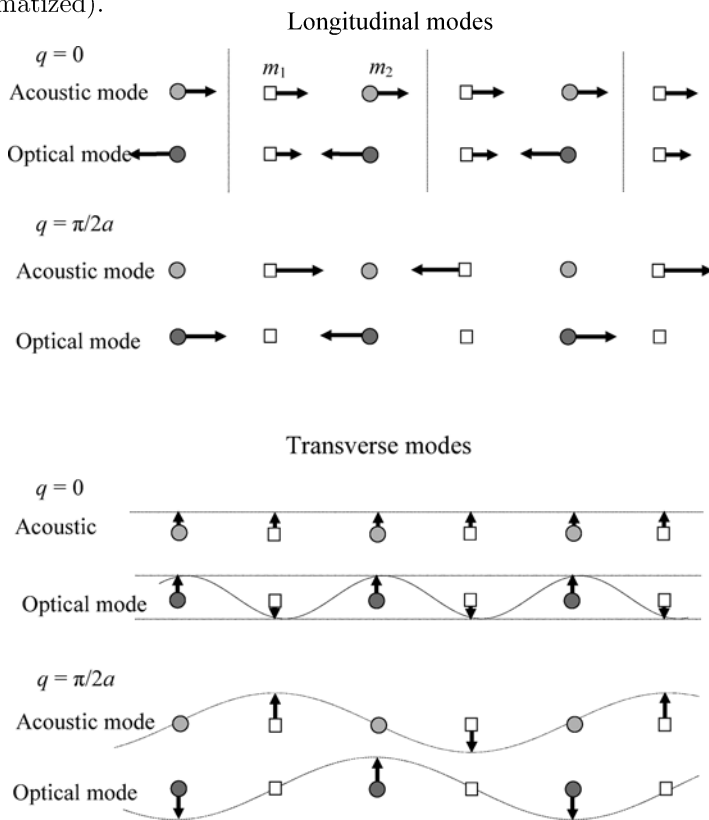 matized).
Longitudinal modes
q = 0
m₁ m₂
Acoustic mode
Optical mode
q = π/2a
Acoustic mode
Optical mode
Transverse modes
q = 0
Acoustic
Optical mode
q = π/2a
Acoustic mode
Optical mode